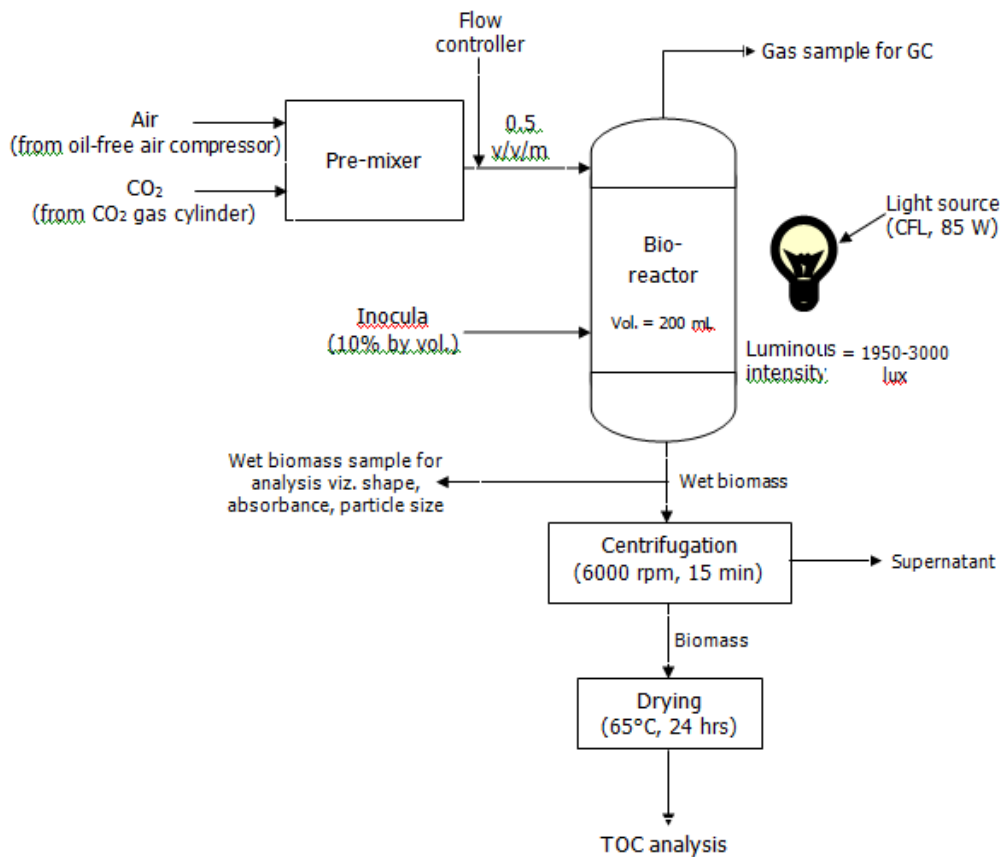 Flow
controller
Gas sample for GC
Air
(from oil-free air compressor)
0.5
v/v/m
Pre-mixer
CO₂
(from CO₂ gas cylinder)
Light source
(CFL, 85 W)
Bio-
reactor
Vol. = 200 mL
Inocula
(10% by vol.)
Luminous = 1950-3000
intensity lux
Wet biomass sample for
analysis viz. shape,
absorbance, particle size
Wet biomass
Centrifugation
(6000 rpm, 15 min)
Supernatant
Biomass
Drying
(65°C, 24 hrs)
TOC analysis